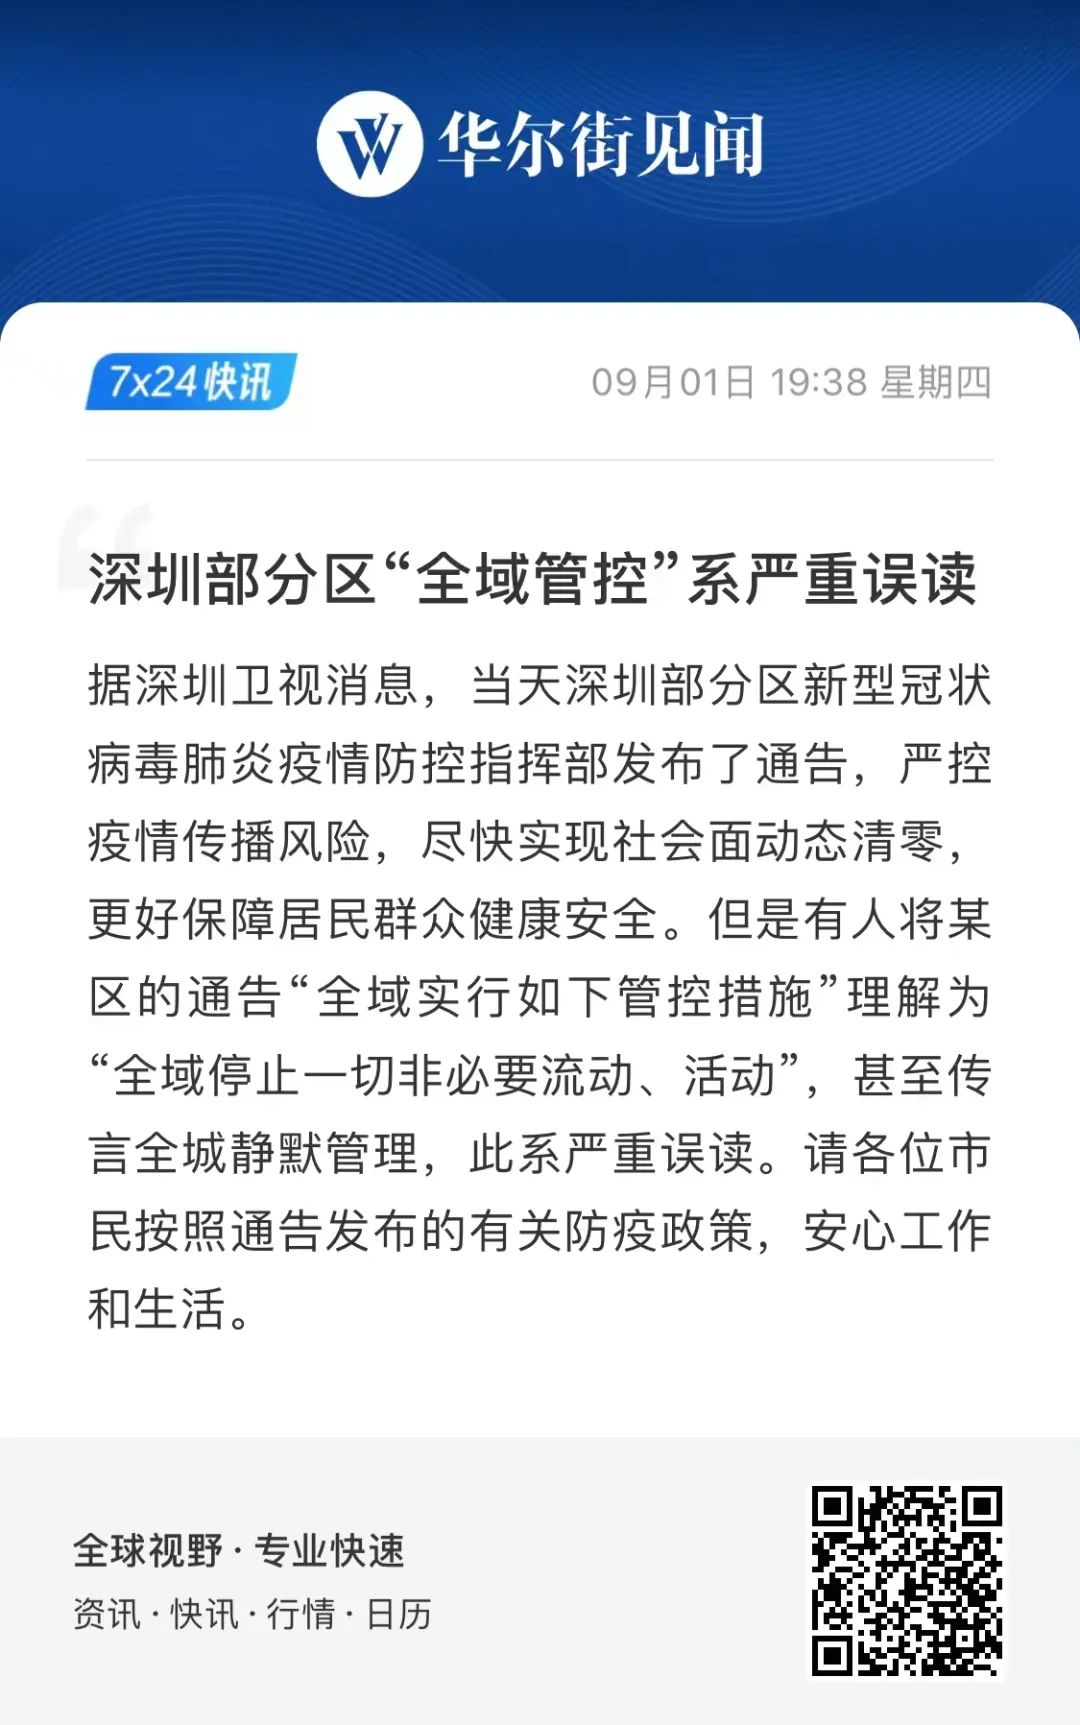 华尔街见闻
7x24快讯
09月01日 19:38 星期四
深圳部分区“全域管控”系严重误读
据深圳卫视消息，当天深圳部分区新型冠状
病毒肺炎疫情防控指挥部发布了通告，严控
疫情传播风险，尽快实现社会面动态清零，
更好保障居民群众健康安全。但是有人将某
区的通告“全域实行如下管控措施”理解为
“全域停止一切非必要流动、活动”，甚至传
言全城静默管理，此系严重误读。请各位市
民按照通告发布的有关防疫政策，安心工作
和生活。
全球视野·专业快速
资讯·快讯·行情·日历